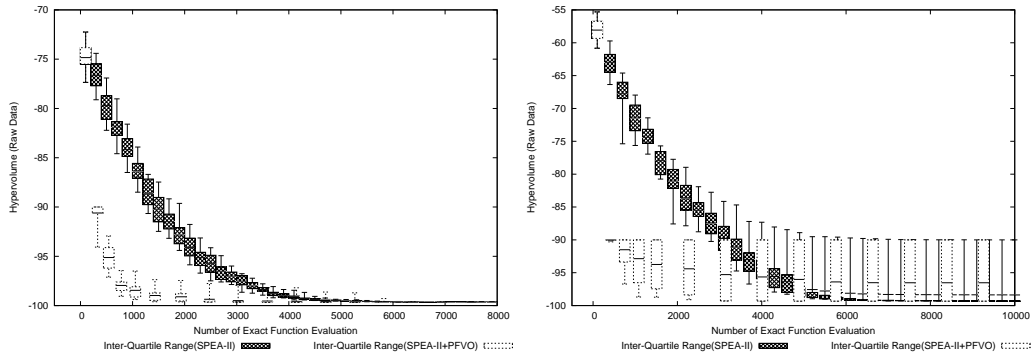 -70
-75
-80
-85
-90
-95
-100
Hypervolume (Raw Data)
0 1000 2000 3000 4000 5000 6000 7000 8000
Number of Exact Function Evaluation
Inter-Quartile Range(SPEA-II) Inter-Quartile Range(SPEA-II+PFVO)
-55
-60
-65
-70
-75
-80
-85
-90
-95
-100
Hypervolume (Raw Data)
0 2000 4000 6000 8000 10000
Number of Exact Function Evaluation
Inter-Quartile Range(SPEA-II) Inter-Quartile Range(SPEA-II+PFVO)